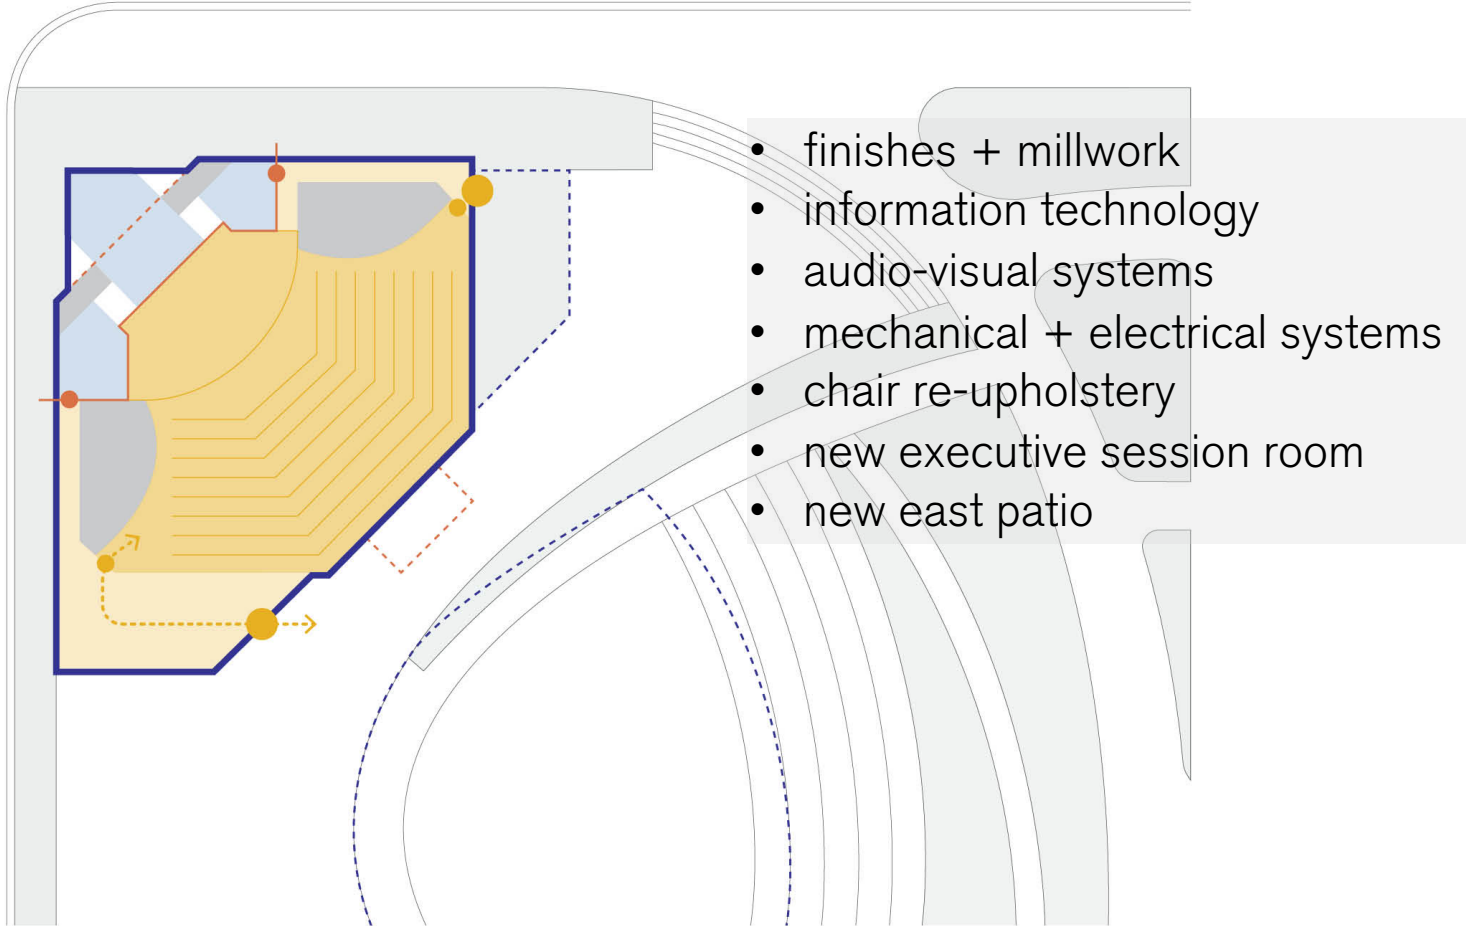 • finishes + millwork
• information technology
• audio-visual systems
• mechanical + electrical systems
• chair re-upholstery
• new executive session room
• new east patio